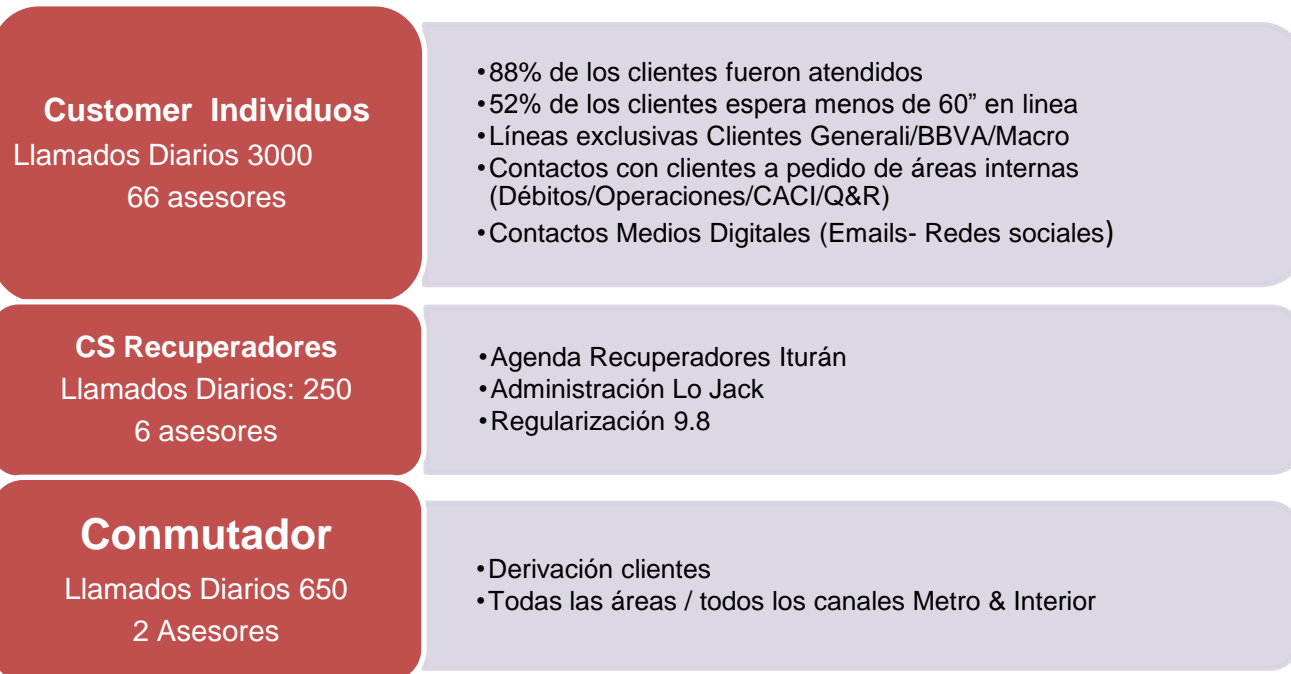 Customer Individuos
Llamados Diarios 3000
66 asesores
•88% de los clientes fueron atendidos
•52% de los clientes espera menos de 60” en linea
•Líneas exclusivas Clientes Generali/BBVA/Macro
•Contactos con clientes a pedido de áreas internas
(Débitos/Operaciones/CACI/Q&R)
•Contactos Medios Digitales (Emails- Redes sociales)
CS Recuperadores
Llamados Diarios: 250
6 asesores
•Agenda Recuperadores Iturán
•Administración Lo Jack
•Regularización 9.8
Conmutador
Llamados Diarios 650
2 Asesores
•Derivación clientes
•Todas las áreas / todos los canales Metro & Interior